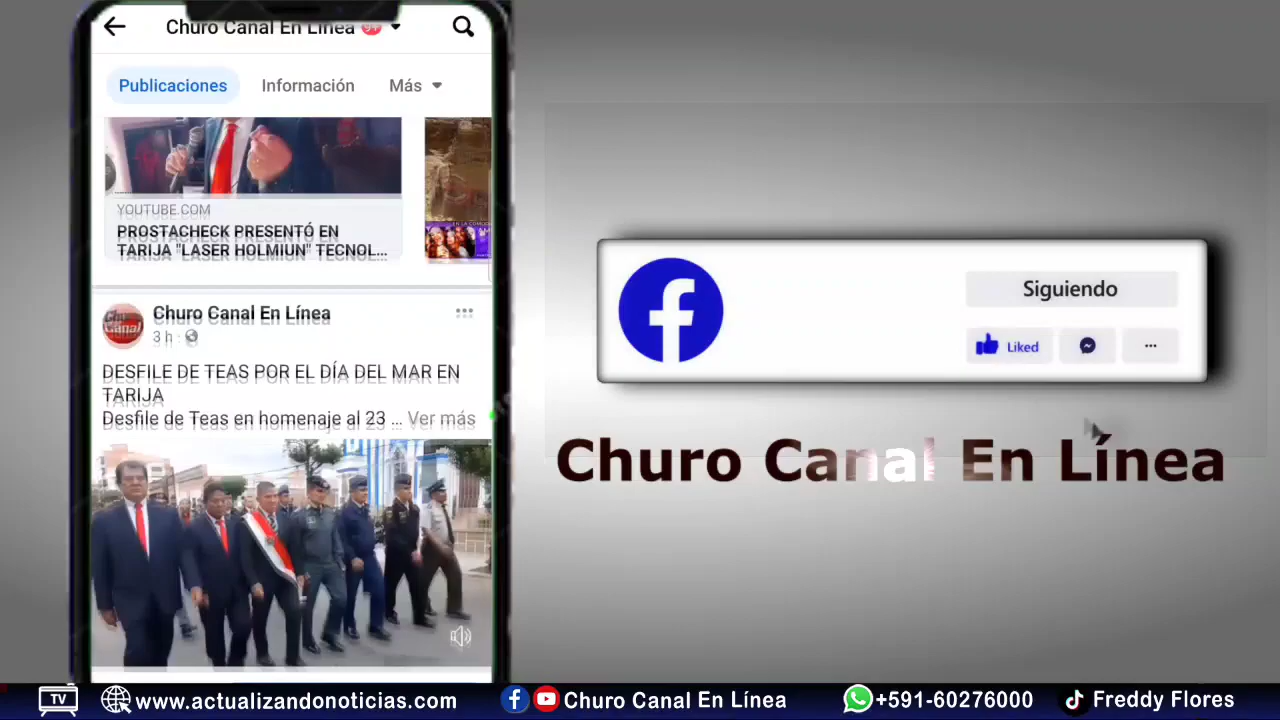 Churo Canal En Línea 9+
Publicaciones Información Más
YOUTUBE.COM
PROSTACHECK PRESENTÓ EN
TARIJA "LASER HOLMIUN" TECNOL...
Churo Canal En Línea
3 h ·
DESFILE DE TEAS POR EL DÍA DEL MAR EN
TARIJA
Desfile de Teas en homenaje al 23 ... Ver más
Siguiendo
Liked
Churo Canal En Línea
TV www.actualizandonoticias.com Churo Canal En Línea +591-60276000 Freddy Flores